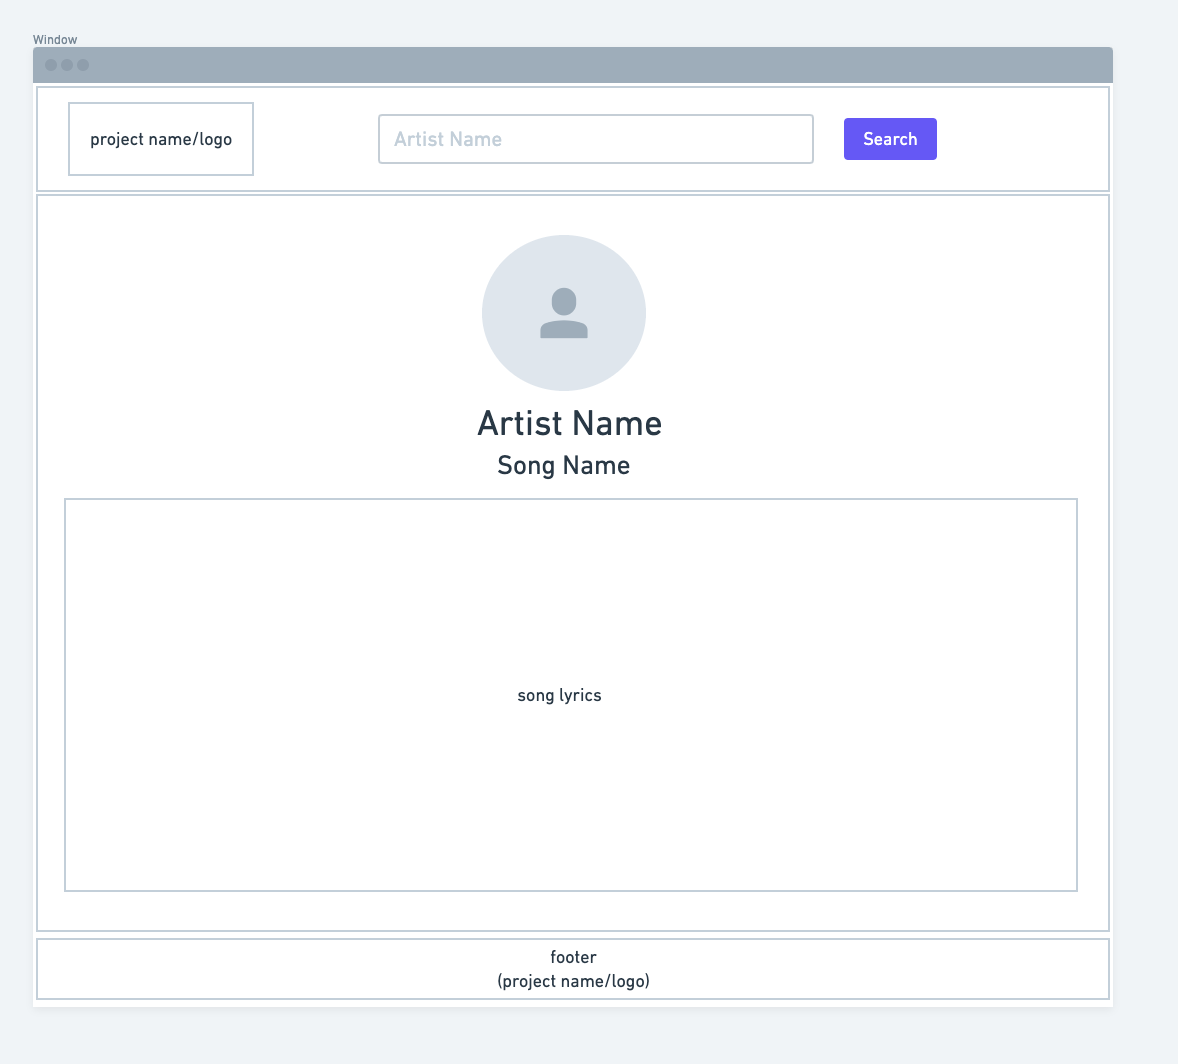 Window
project name/logo
Artist Name
Search
Artist Name
Song Name
song lyrics
footer
(project name/logo)